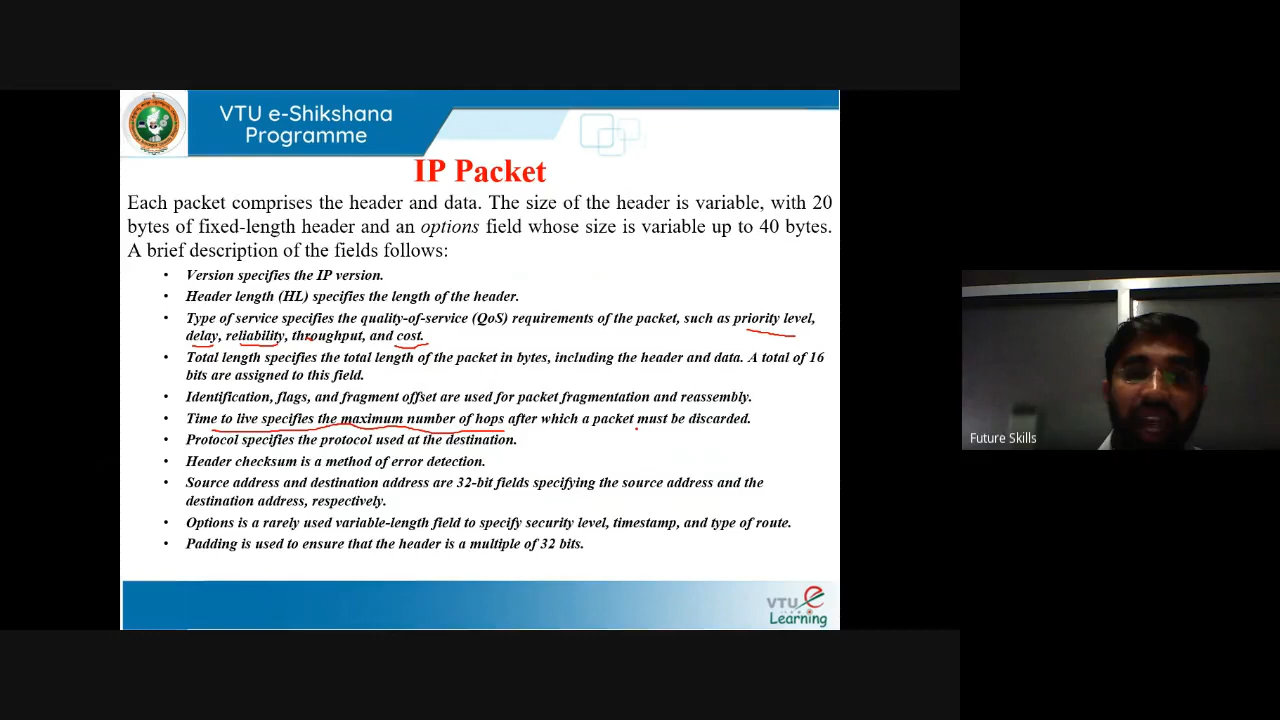 VTU e-Shikshana
Programme
IP Packet
Each packet comprises the header and data. The size of the header is variable, with 20
bytes of fixed-length header and an options field whose size is variable up to 40 bytes.
A brief description of the fields follows:
• Version specifies the IP version.
• Header length (HL) specifies the length of the header.
• Type of service specifies the quality-of-service (QoS) requirements of the packet, such as priority level,
delay, reliability, throughput, and cost.
• Total length specifies the total length of the packet in bytes, including the header and data. A total of 16
bits are assigned to this field.
• Identification, flags, and fragment offset are used for packet fragmentation and reassembly.
• Time to live specifies the maximum number of hops after which a packet must be discarded.
• Protocol specifies the protocol used at the destination.
• Header checksum is a method of error detection.
• Source address and destination address are 32-bit fields specifying the source address and the
destination address, respectively.
• Options is a rarely used variable-length field to specify security level, timestamp, and type of route.
• Padding is used to ensure that the header is a multiple of 32 bits.
VTU e
Learning
Future Skills